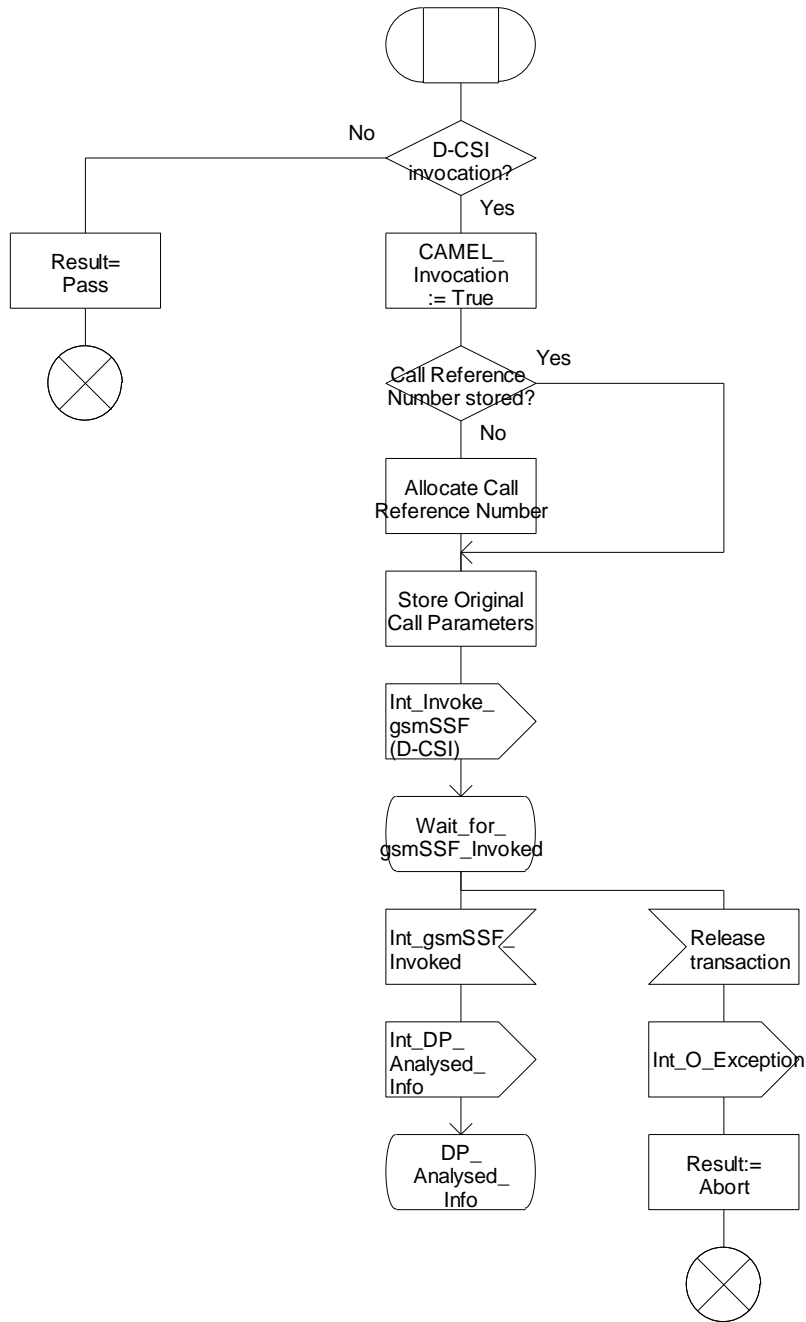 No
D-CSI
invocation?
Yes
Result=
Pass
CAMEL_
Invocation
:= True
Call Reference
Number stored?
Yes
No
Allocate Call
Reference Number
Store Original
Call Parameters
Int_Invoke_
gsmSSF
(D-CSI)
Wait_for_
gsmSSF_Invoked
Int_gsmSSF_
Invoked
Release
transaction
Int_DP_
Analysed_
Info
Int_O_Exception
DP_
Analysed_
Info
Result:=
Abort